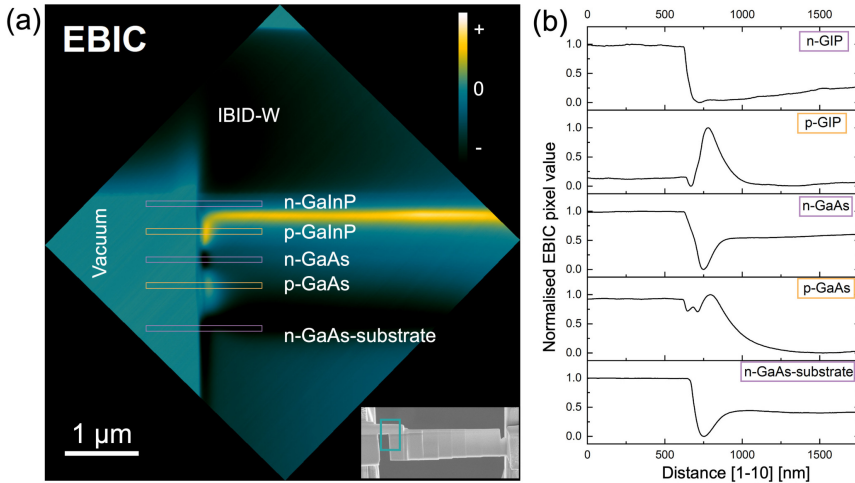 (a)
EBIC
+
0
-
IBID-W
Vacuum
n-GaInP
p-GaInP
n-GaAs
p-GaAs
n-GaAs-substrate
1 μm
(b)
0 500 1000 1500
n-GIP
1.0
0.5
0.0
p-GIP
1.0
0.5
0.0
n-GaAs
1.0
0.5
0.0
p-GaAs
1.0
0.5
0.0
n-GaAs-substrate
1.0
0.5
0.0
0 500 1000 1500
Normalised EBIC pixel value
Distance [1-10] [nm]